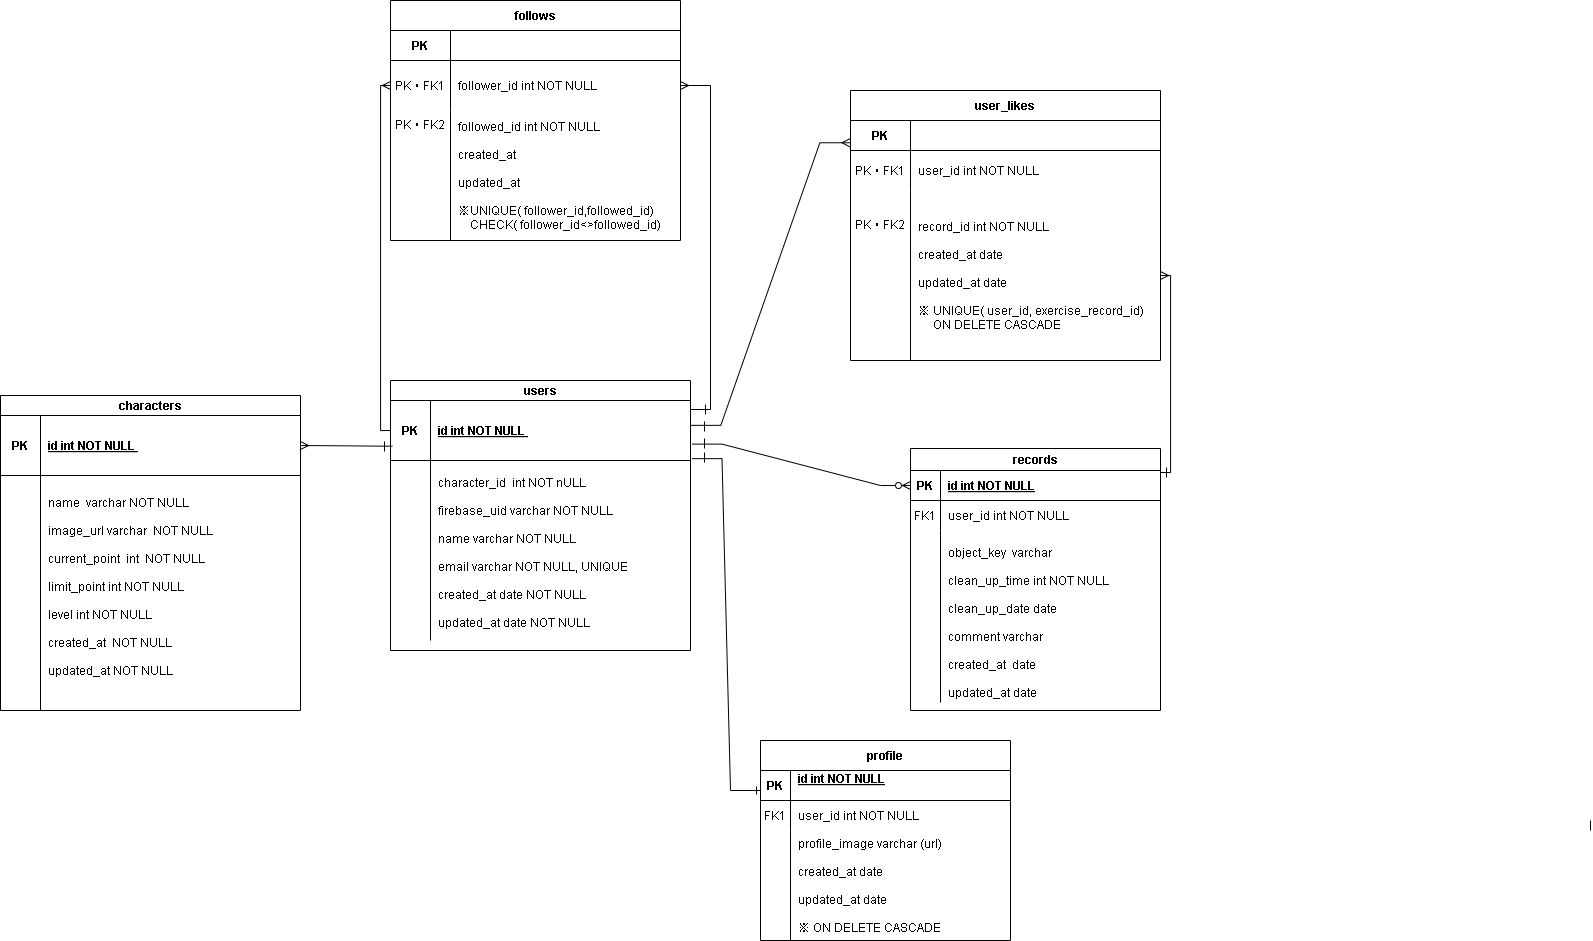 follows
PK
PK・FK1 follower_id int NOT NULL
PK・FK2 followed_id int NOT NULL
created_at
updated_at
※UNIQUE( follower_id,followed_id)
CHECK( follower_id<>followed_id)
user_likes
PK
PK・FK1 user_id int NOT NULL
PK・FK2 record_id int NOT NULL
created_at date
updated_at date
※ UNIQUE( user_id, exercise_record_id)
ON DELETE CASCADE
characters
PK id int NOT NULL
name varchar NOT NULL
image_url varchar NOT NULL
current_point int NOT NULL
limit_point int NOT NULL
level int NOT NULL
created_at NOT NULL
updated_at NOT NULL
users
PK id int NOT NULL
character_id int NOT nULL
firebase_uid varchar NOT NULL
name varchar NOT NULL
email varchar NOT NULL, UNIQUE
created_at date NOT NULL
updated_at date NOT NULL
records
PK id int NOT NULL
FK1 user_id int NOT NULL
object_key varchar
clean_up_time int NOT NULL
clean_up_date date
comment varchar
created_at date
updated_at date
profile
PK id int NOT NULL
FK1 user_id int NOT NULL
profile_image varchar (url)
created_at date
updated_at date
※ ON DELETE CASCADE